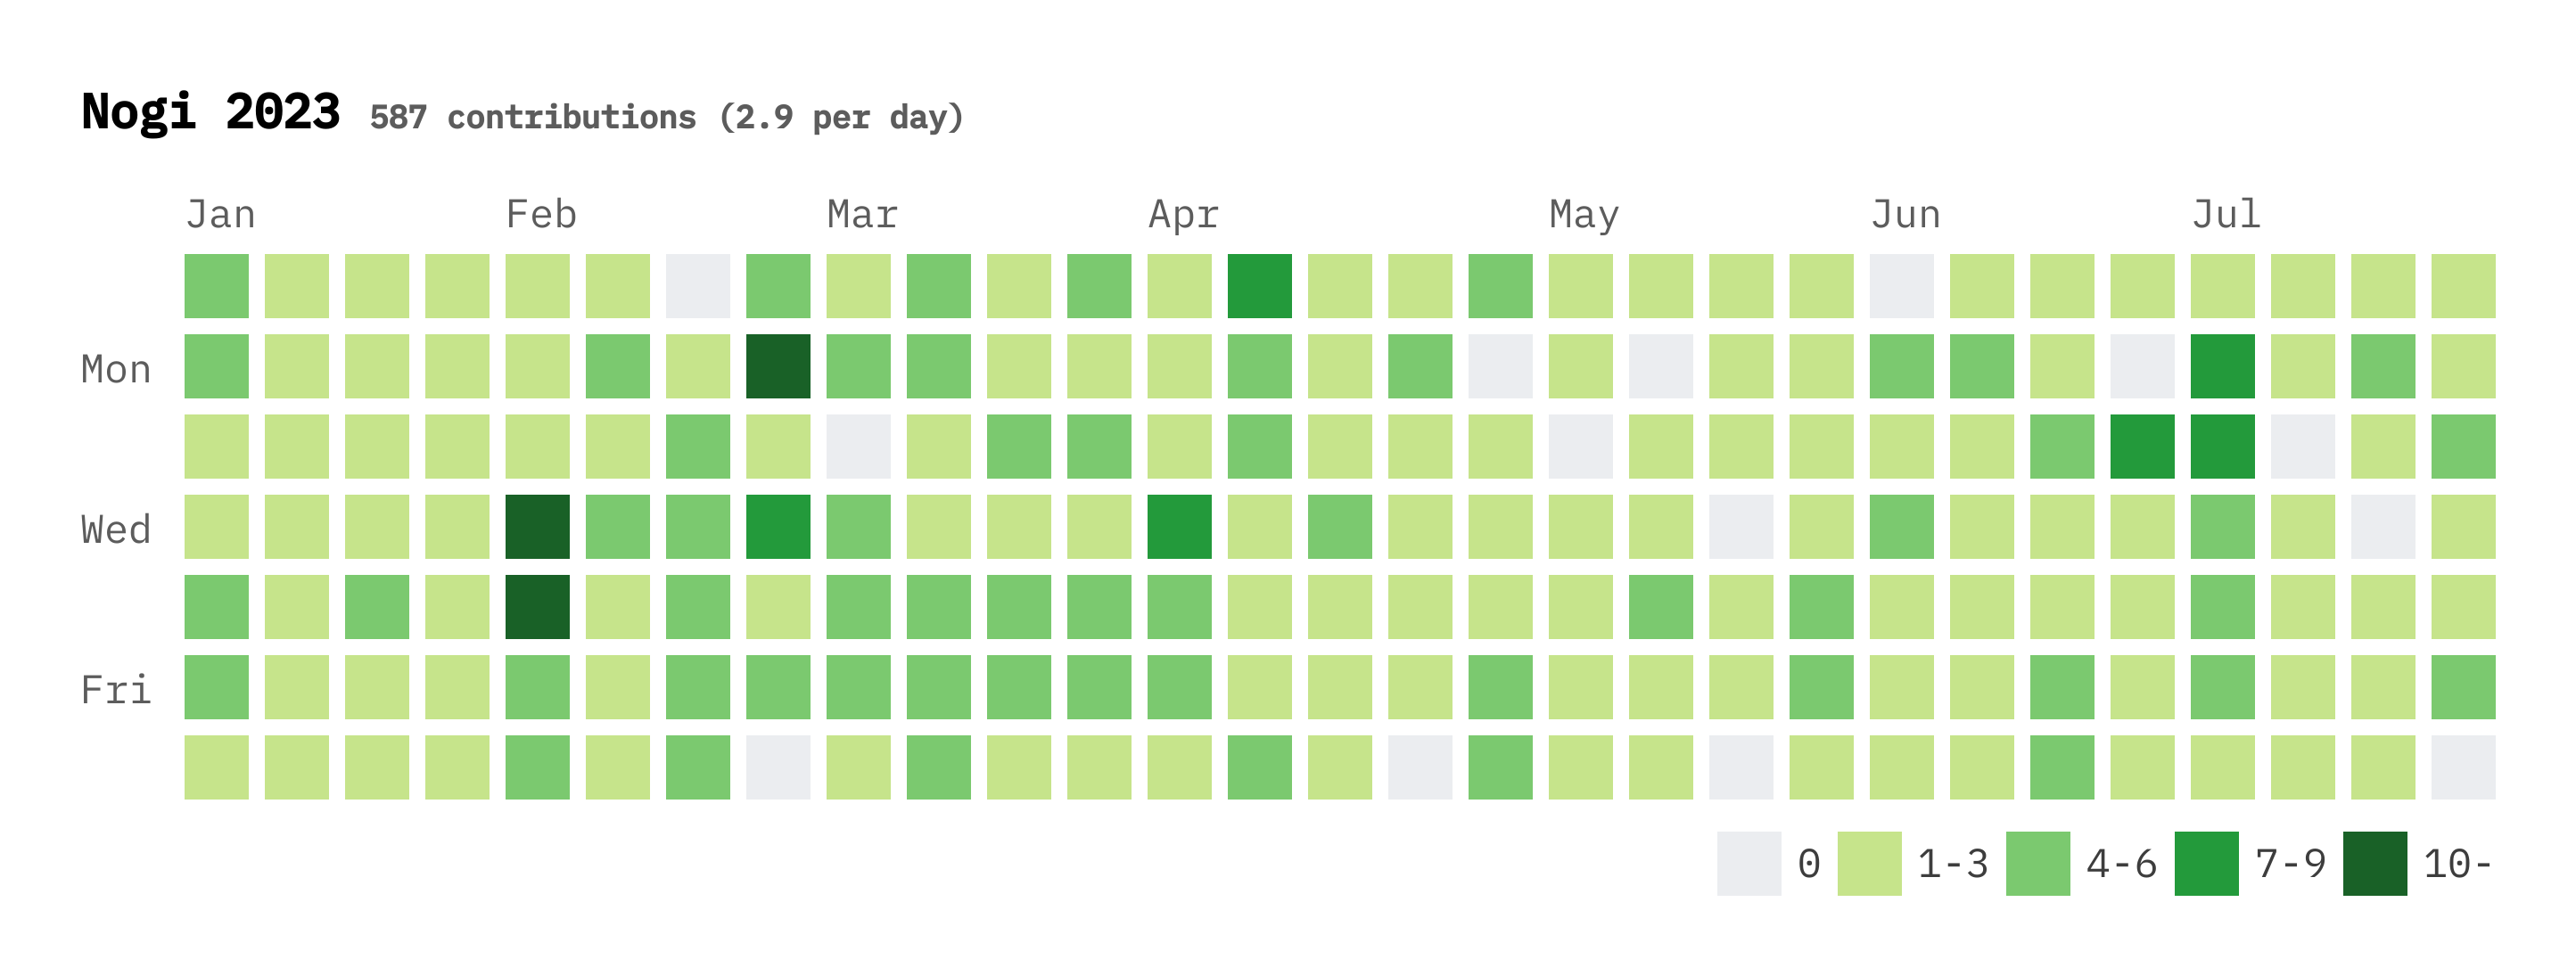 Nogi 2023 587 contributions (2.9 per day)
Jan Feb Mar Apr May Jun Jul
Mon
Wed
Fri
0 1-3 4-6 7-9 10-